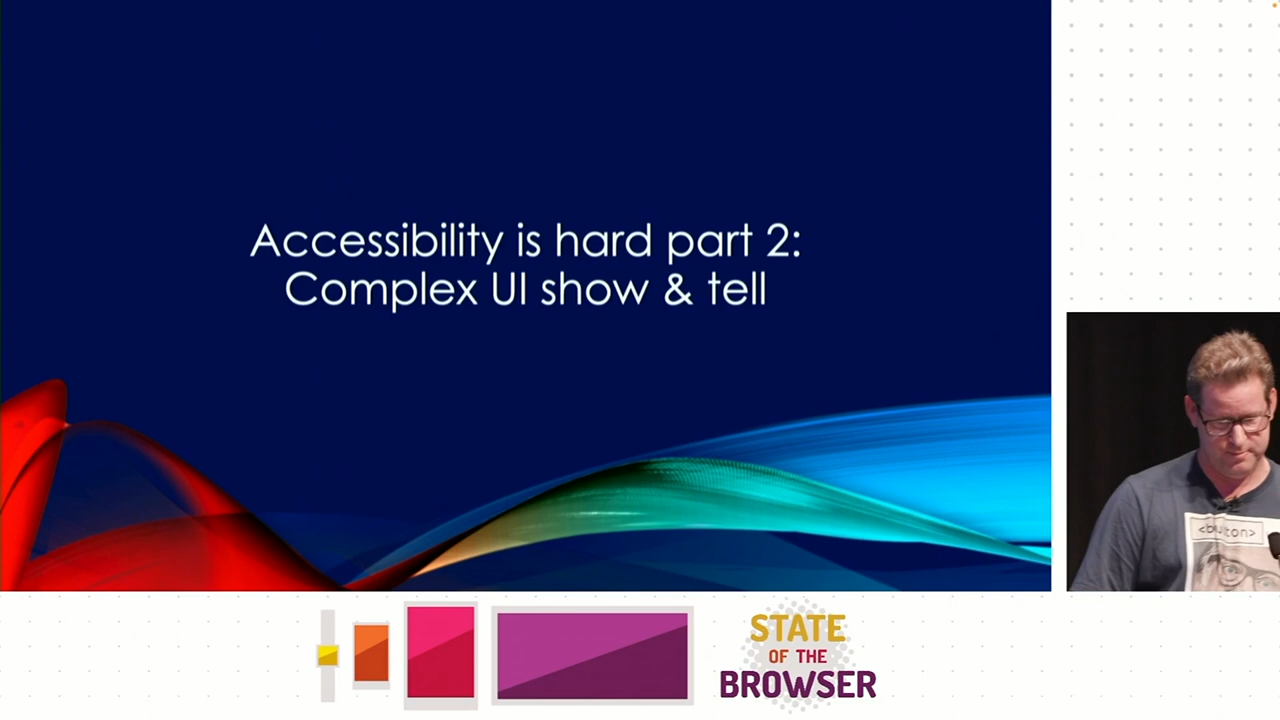 Accessibility is hard part 2:
Complex UI show & tell
<button>
STATE
OF THE
BROWSER